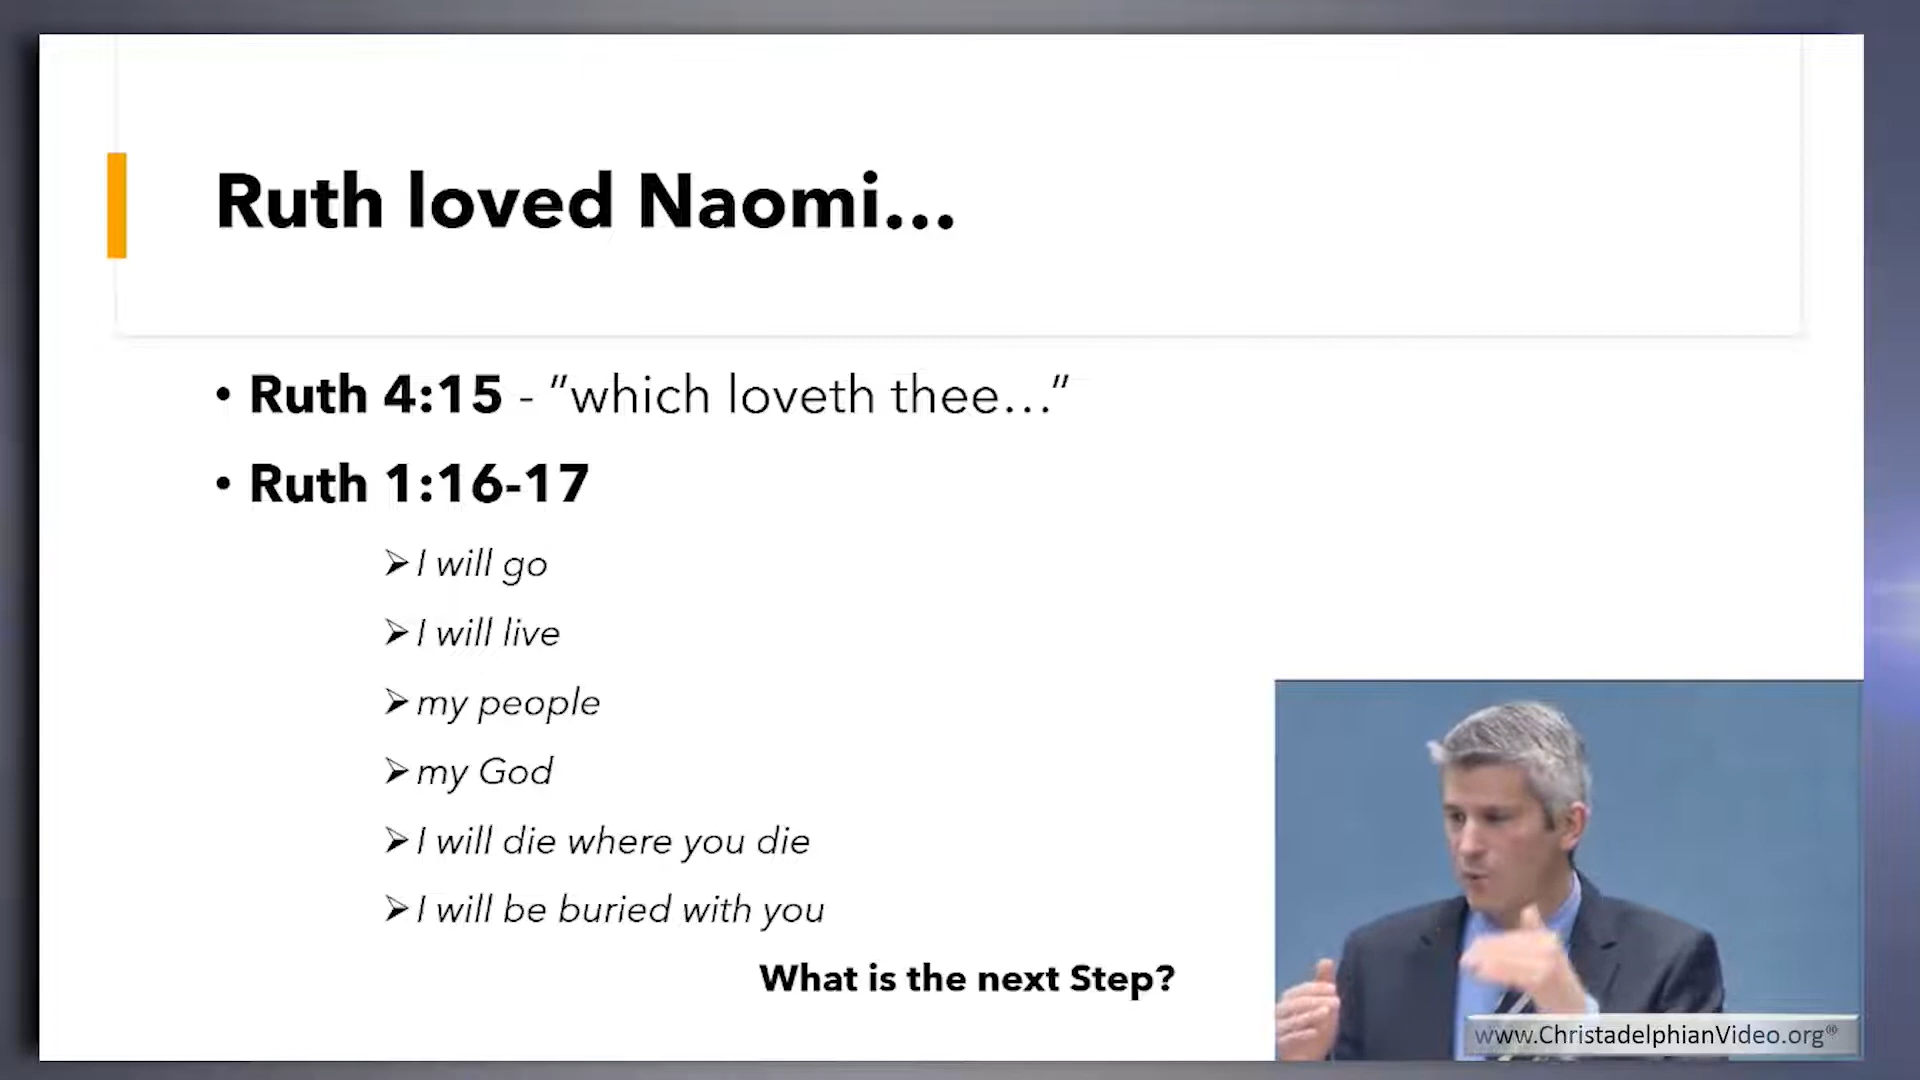 Ruth loved Naomi...
• Ruth 4:15 - "which loveth thee..."
• Ruth 1:16-17
➢ I will go
➢ I will live
➢ my people
➢ my God
➢ I will die where you die
➢ I will be buried with you
What is the next Step?
www.ChristadelphianVideo.org®